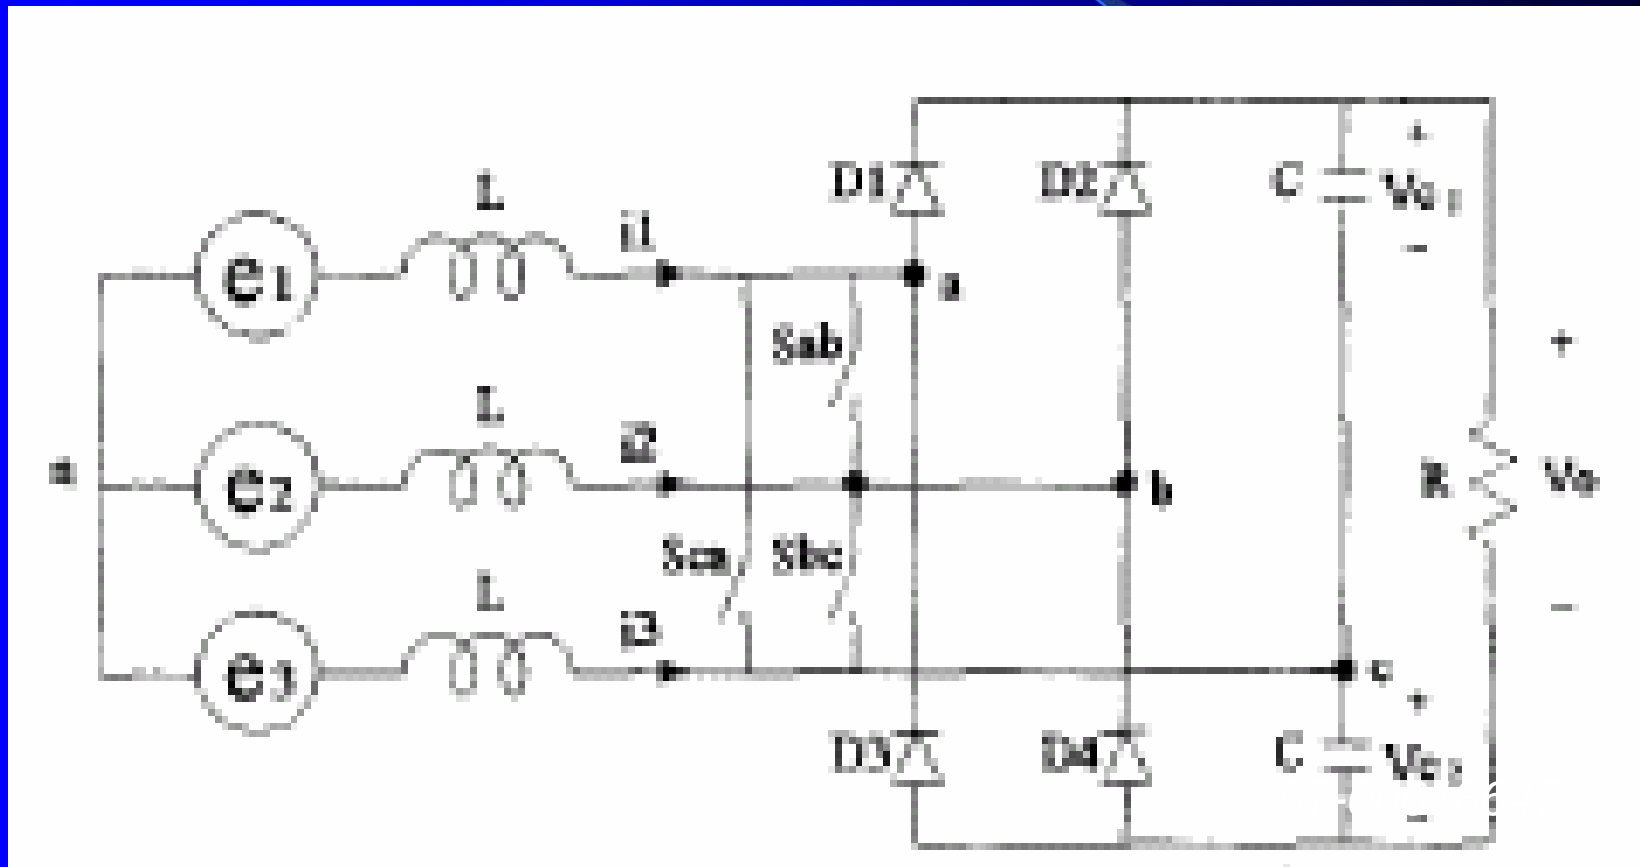 D1 D2 C Vc1
+
-
L i1
e1 a
Sab
L i2
e2 b R Vo
+
-
Sca Sbc
L i3
e3 c
+
D3 D4 C Vc2
-